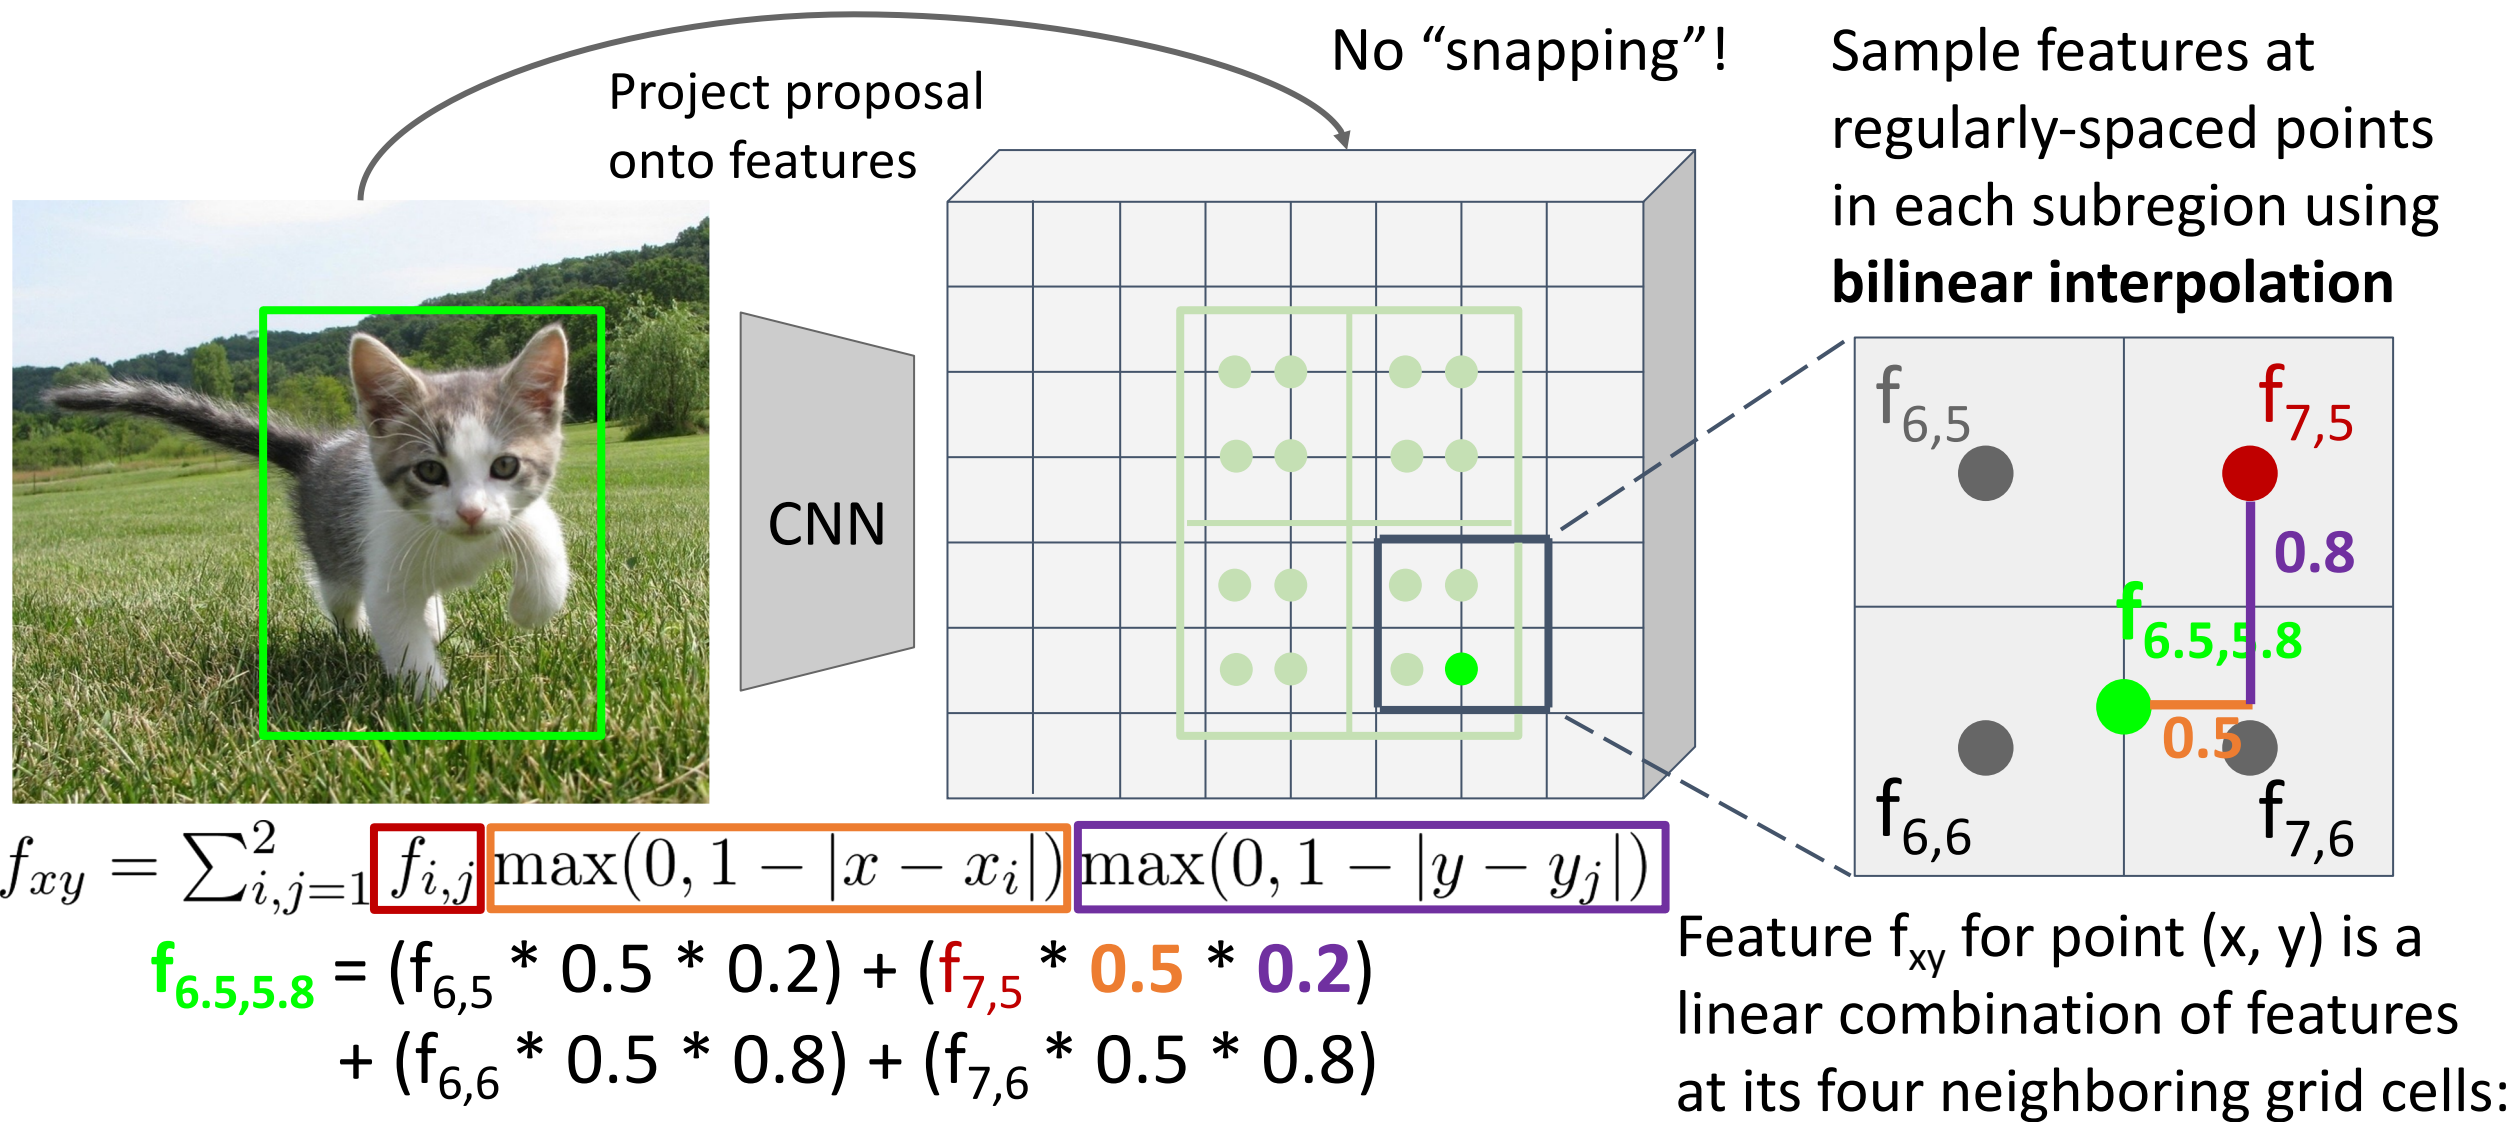 Project proposal
onto features
No “snapping”!
Sample features at
regularly-spaced points
in each subregion using
bilinear interpolation
CNN
f6,5
f7,5
0.8
f6.5,5.8
0.5
f6,6
f7,6
fxy = ∑²i,j=1 fi,j max(0, 1 − |x − xi|) max(0, 1 − |y − yj|)
f6.5,5.8 = (f6,5 * 0.5 * 0.2) + (f7,5 * 0.5 * 0.2)
+ (f6,6 * 0.5 * 0.8) + (f7,6 * 0.5 * 0.8)
Feature fxy for point (x, y) is a
linear combination of features
at its four neighboring grid cells: